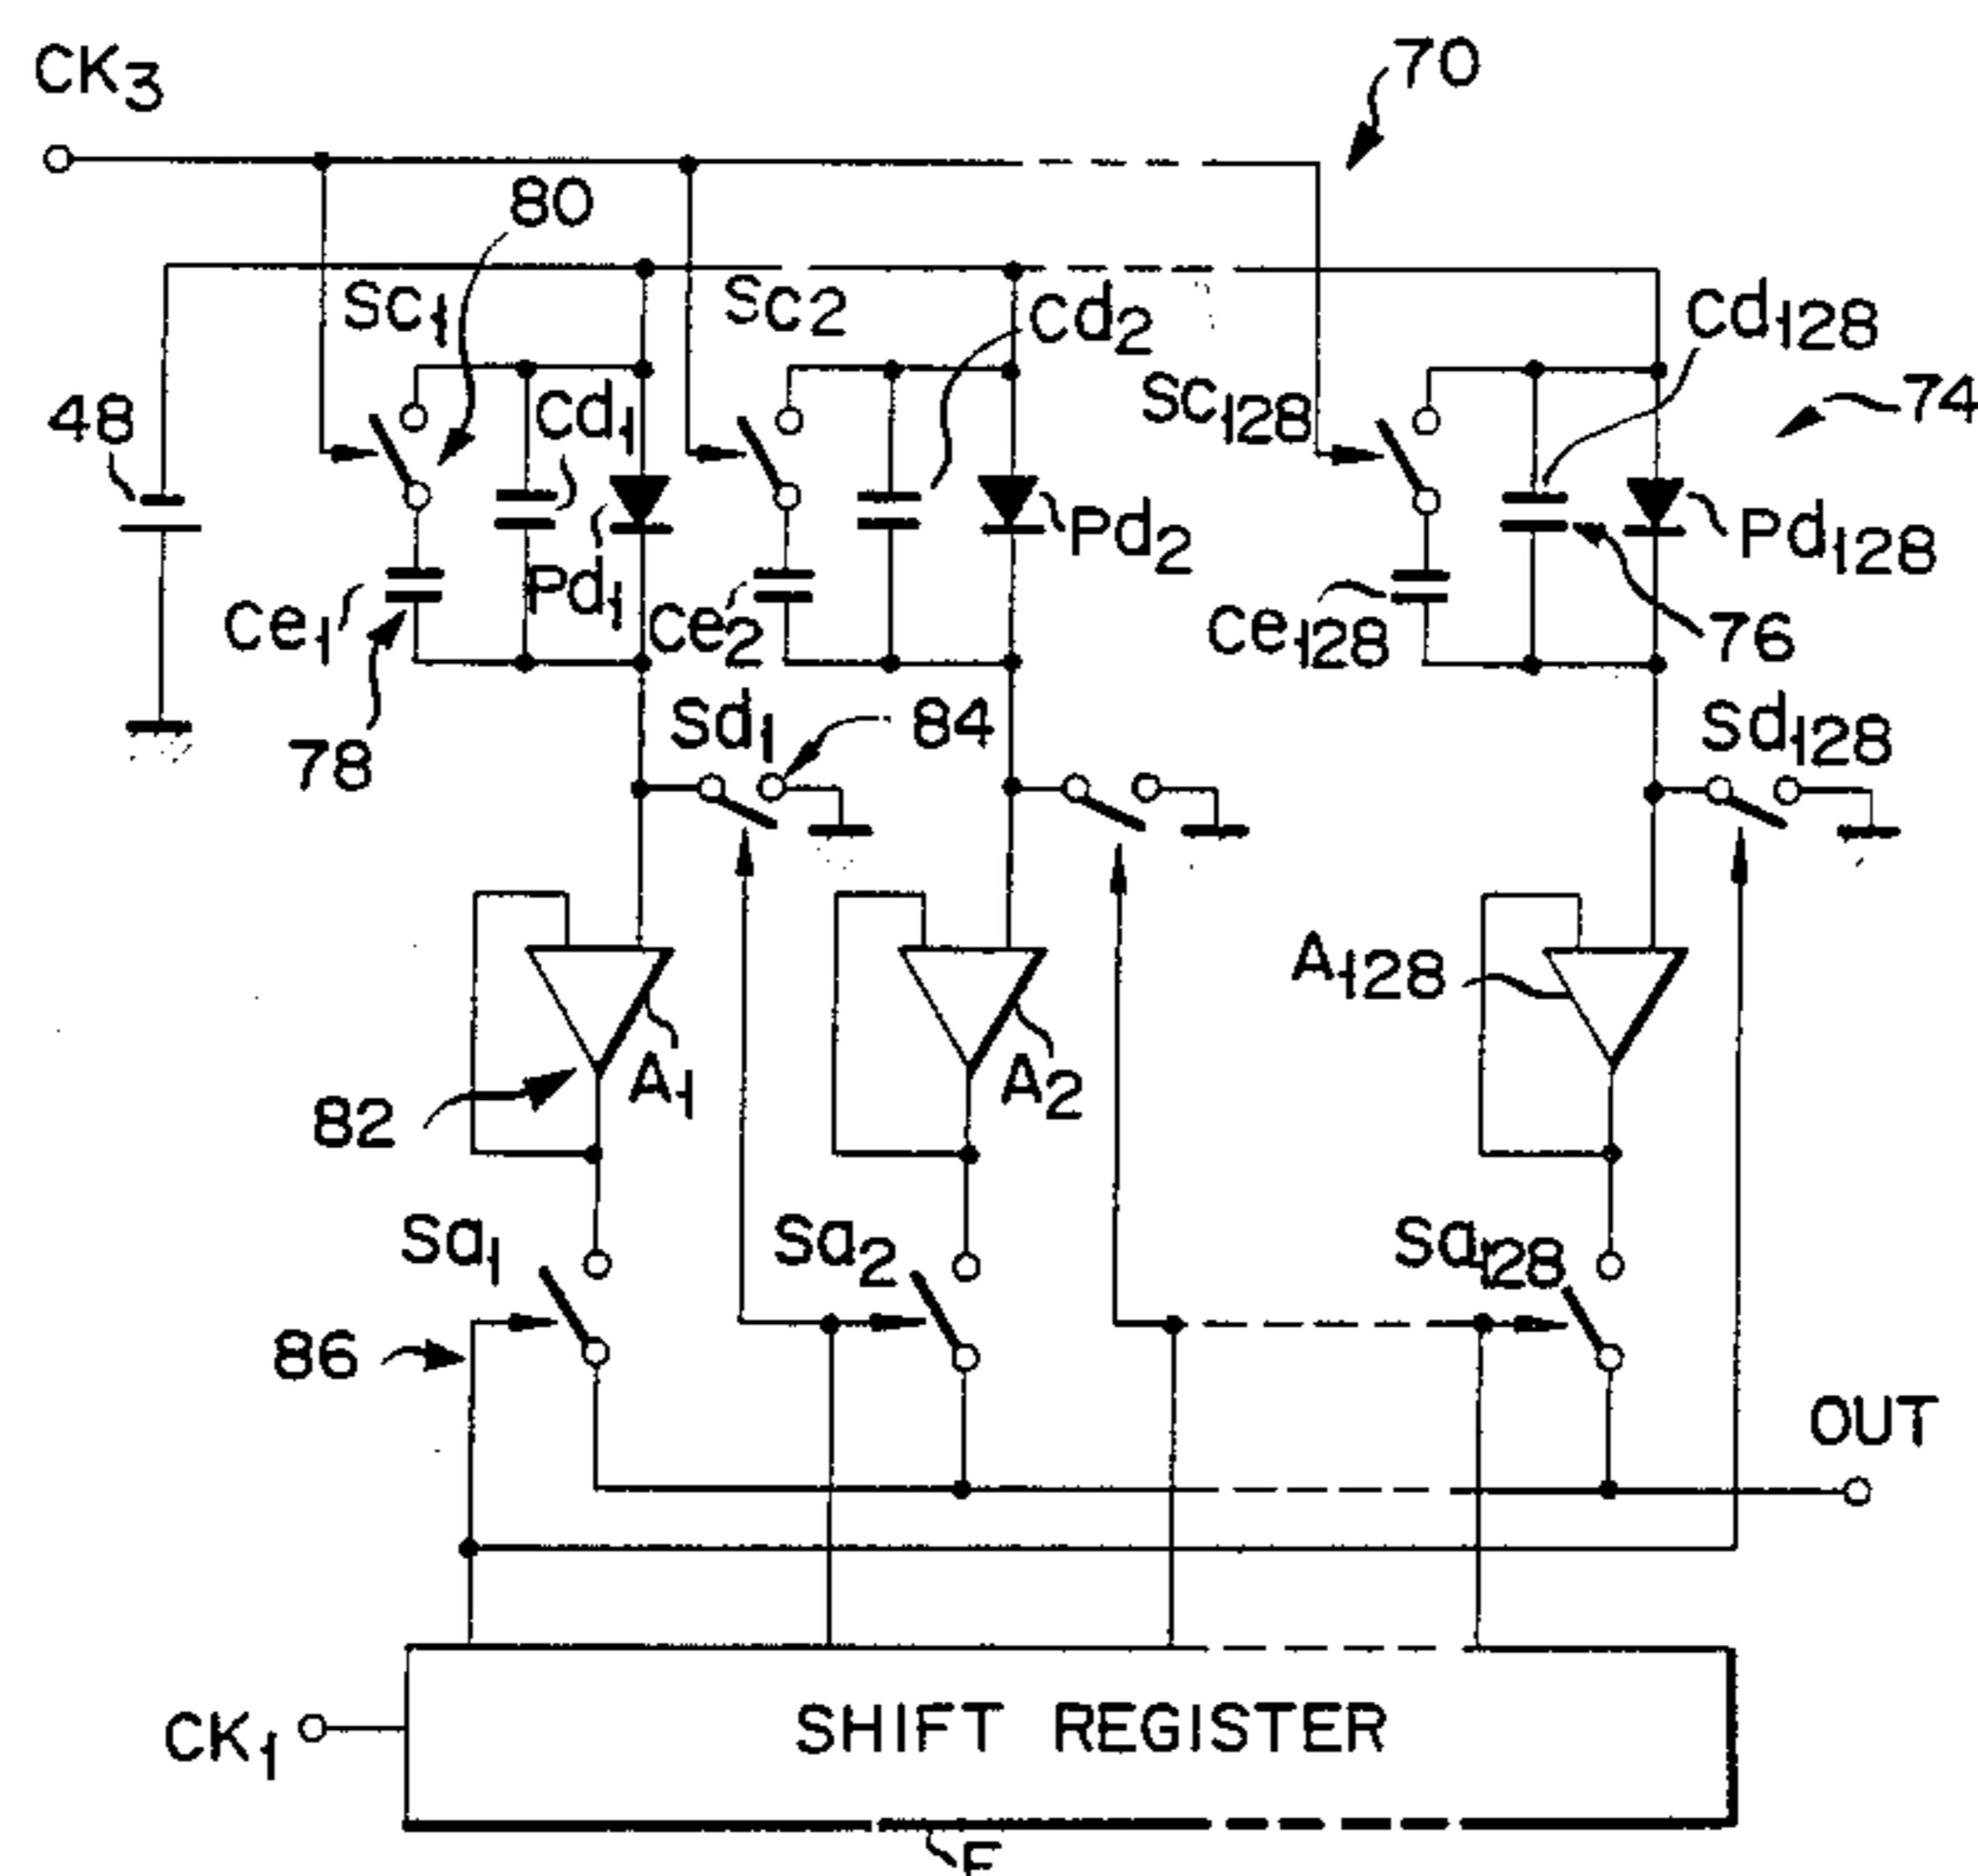 CK3
70
80
Sc1
Sc2
Cd2
Cd128
48
Cd1
Sc128
74
Pd2
Pd128
Ce1
Pd1
Ce2
Ce128
76
78
Sd1
84
Sd128
A128
82
A1
A2
Sa1
Sa2
Sa128
86
OUT
CK1
SHIFT REGISTER